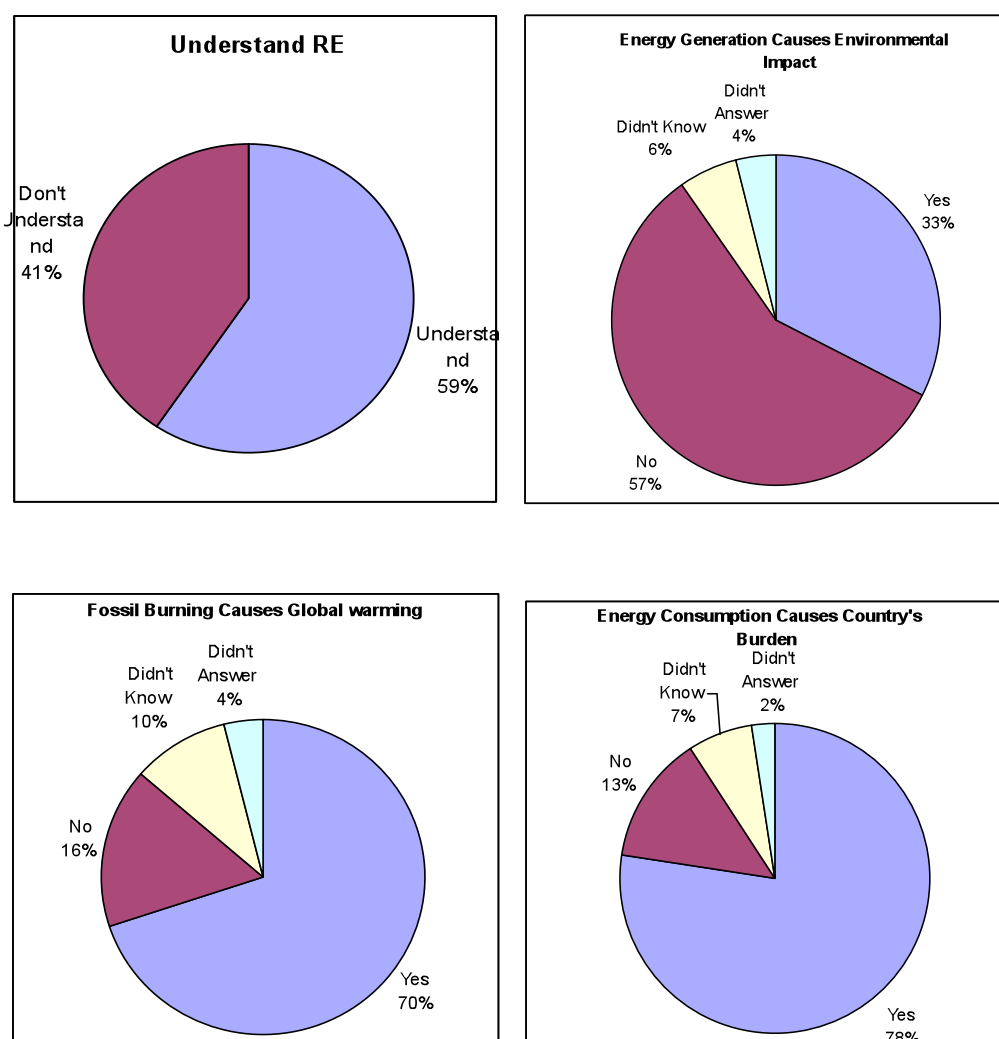 Understand RE
Don't
Understa
nd
41%
Understa
nd
59%
Energy Generation Causes Environmental
Impact
Didn't
Answer
4%
Didn't Know
6%
Yes
33%
No
57%
Fossil Burning Causes Global warming
Didn't
Answer
4%
Didn't
Know
10%
No
16%
Yes
70%
Energy Consumption Causes Country's
Burden
Didn't
Answer
2%
Didn't
Know
7%
No
13%
Yes
78%